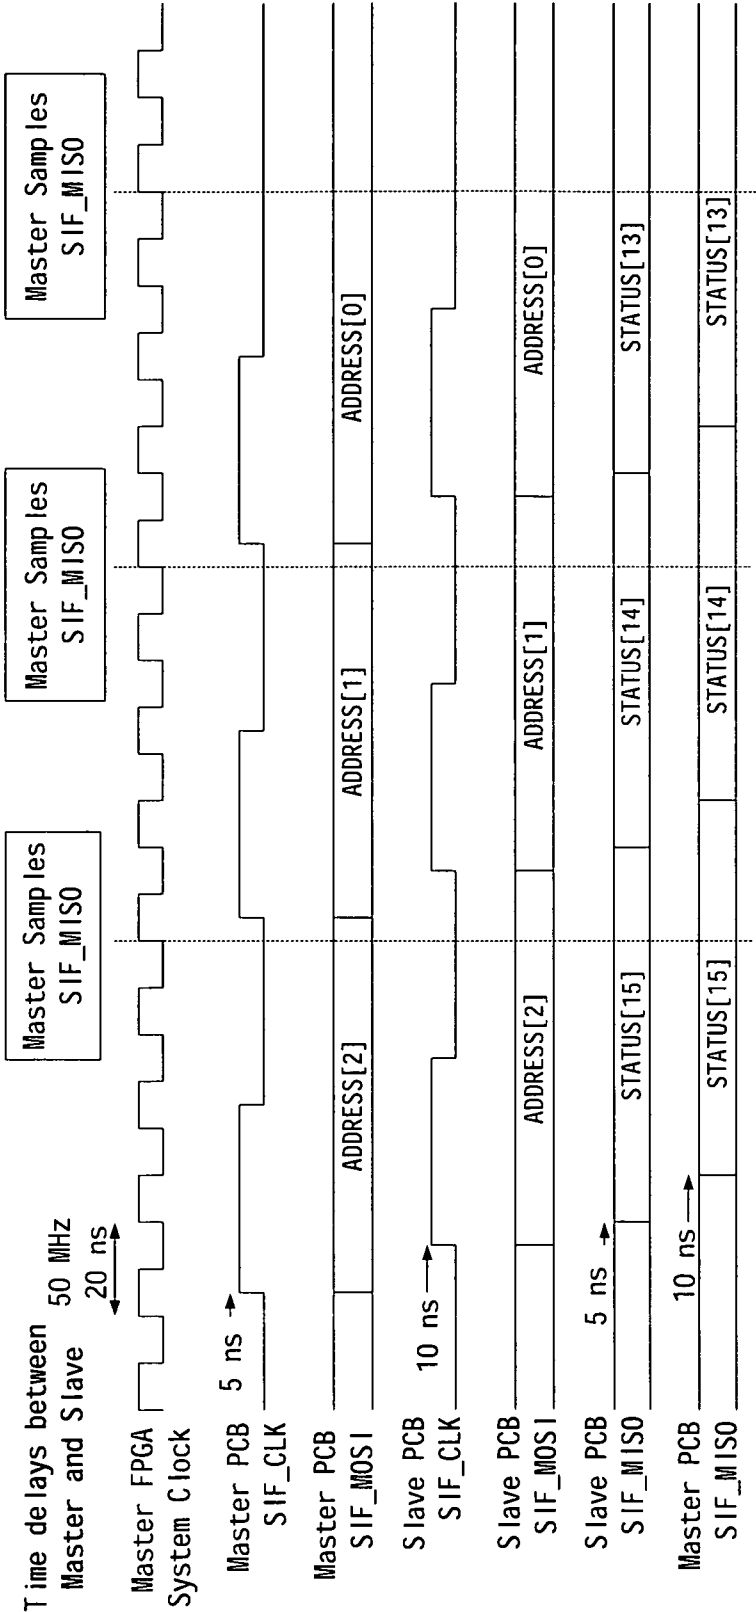 Time delays between
Master and Slave
50 MHz
20 ns
Master Samples
SIF_MISO
Master Samples
SIF_MISO
Master Samples
SIF_MISO
Master FPGA
System Clock
Master PCB
SIF_CLK
5 ns
Master PCB
SIF_MOSI
ADDRESS[2]
ADDRESS[1]
ADDRESS[0]
Slave PCB
SIF_CLK
10 ns
Slave PCB
SIF_MOSI
ADDRESS[2]
ADDRESS[1]
ADDRESS[0]
Slave PCB
SIF_MISO
5 ns
STATUS[15]
STATUS[14]
STATUS[13]
Master PCB
SIF_MISO
10 ns
STATUS[15]
STATUS[14]
STATUS[13]